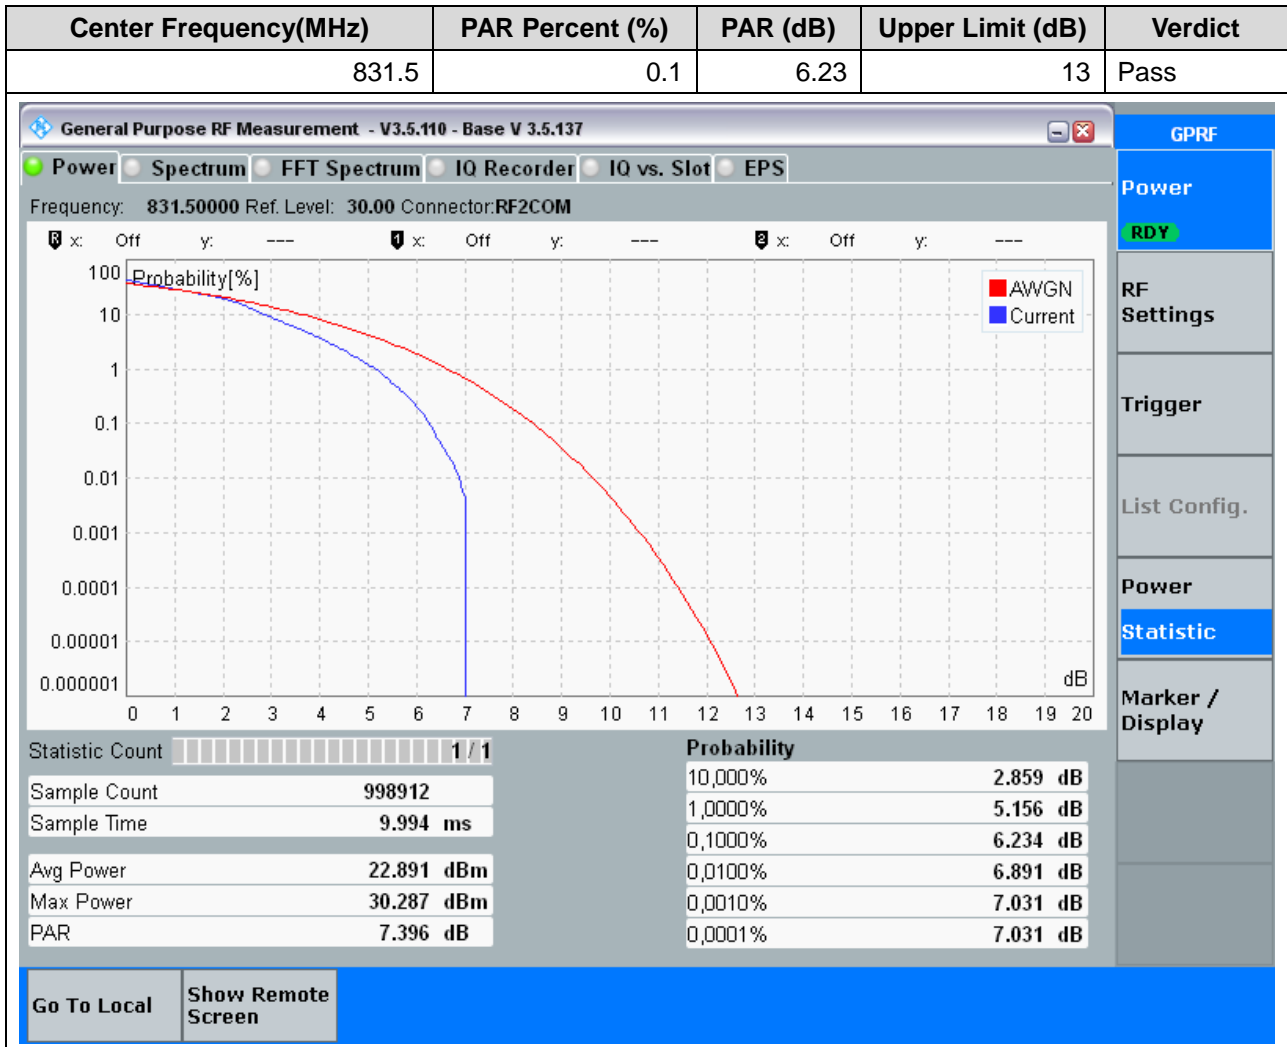 Center Frequency(MHz) PAR Percent (%) PAR (dB) Upper Limit (dB) Verdict
831.5 0.1 6.23 13 Pass
General Purpose RF Measurement - V3.5.110 - Base V 3.5.137
GPRF
Power Spectrum FFT Spectrum IQ Recorder IQ vs. Slot EPS
Power
RDY
Frequency: 831.50000 Ref. Level: 30.00 Connector:RF2COM
R x: Off y: --- 1 x: Off y: --- 2 x: Off y: ---
Probability[%]
AWGN
Current
100
10
1
0.1
0.01
0.001
0.0001
0.00001
0.000001
dB
0 1 2 3 4 5 6 7 8 9 10 11 12 13 14 15 16 17 18 19 20
RF
Settings
Trigger
List Config.
Power
Statistic
Marker /
Display
Statistic Count 1 / 1
Sample Count 998912
Sample Time 9.994 ms
Avg Power 22.891 dBm
Max Power 30.287 dBm
PAR 7.396 dB
Probability
10,000% 2.859 dB
1,0000% 5.156 dB
0,1000% 6.234 dB
0,0100% 6.891 dB
0,0010% 7.031 dB
0,0001% 7.031 dB
Go To Local
Show Remote
Screen